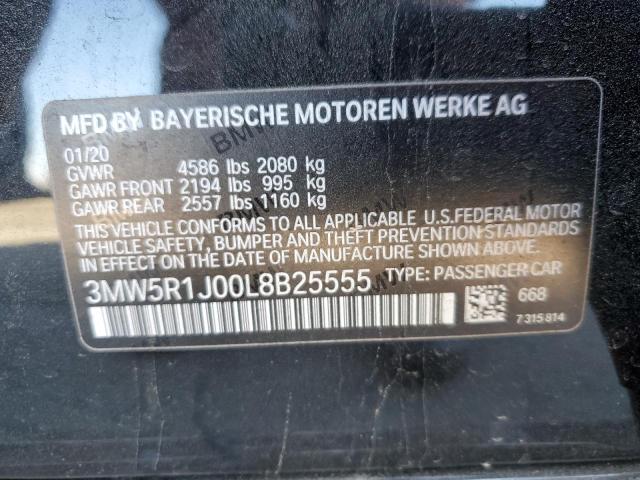 MFD BY BAYERISCHE MOTOREN WERKE AG
01/20
GVWR 4586 lbs 2080 kg
GAWR FRONT 2194 lbs 995 kg
GAWR REAR 2557 lbs 1160 kg
THIS VEHICLE CONFORMS TO ALL APPLICABLE U.S.FEDERAL MOTOR
VEHICLE SAFETY, BUMPER AND THEFT PREVENTION STANDARDS
IN EFFECT ON THE DATE OF MANUFACTURE SHOWN ABOVE.
3MW5R1J00L8B25555 TYPE: PASSENGER CAR
668
7 315 814